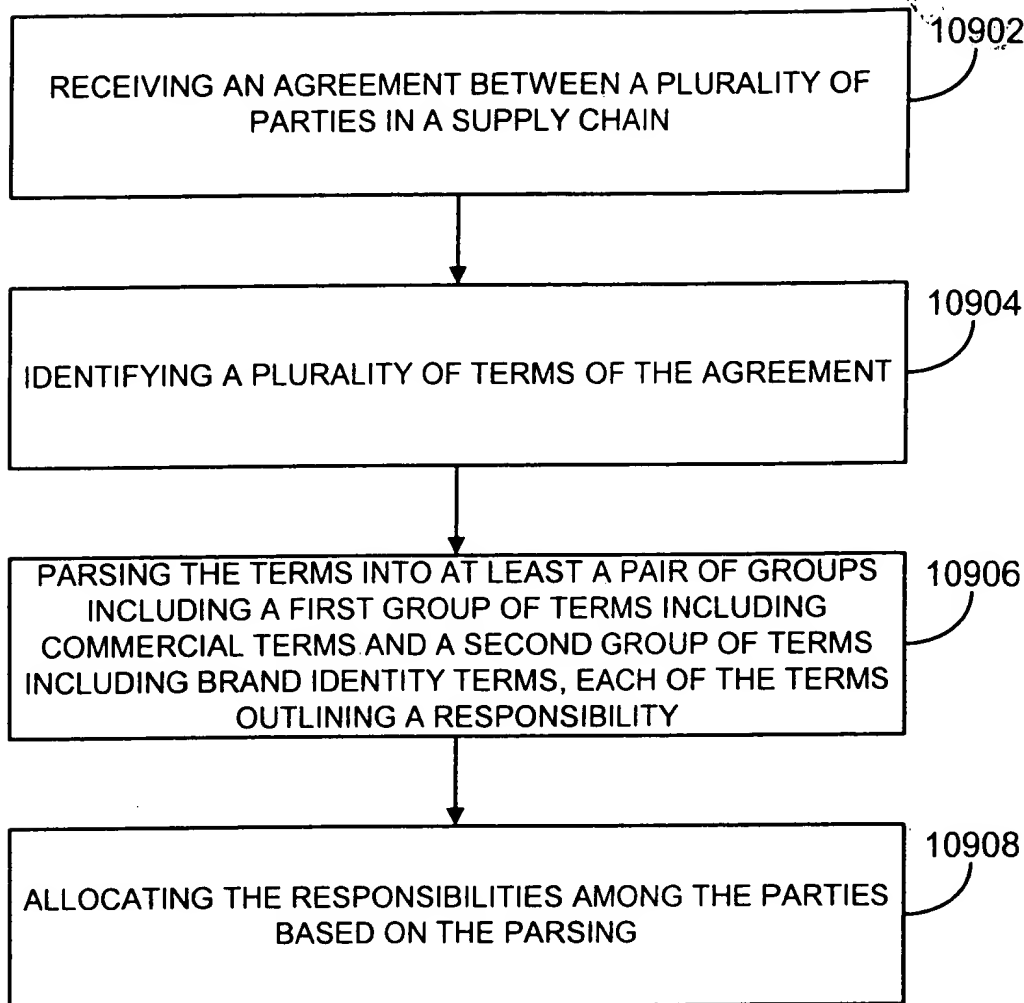 10902
RECEIVING AN AGREEMENT BETWEEN A PLURALITY OF
PARTIES IN A SUPPLY CHAIN
10904
IDENTIFYING A PLURALITY OF TERMS OF THE AGREEMENT
10906
PARSING THE TERMS INTO AT LEAST A PAIR OF GROUPS
INCLUDING A FIRST GROUP OF TERMS INCLUDING
COMMERCIAL TERMS AND A SECOND GROUP OF TERMS
INCLUDING BRAND IDENTITY TERMS, EACH OF THE TERMS
OUTLINING A RESPONSIBILITY
10908
ALLOCATING THE RESPONSIBILITIES AMONG THE PARTIES
BASED ON THE PARSING